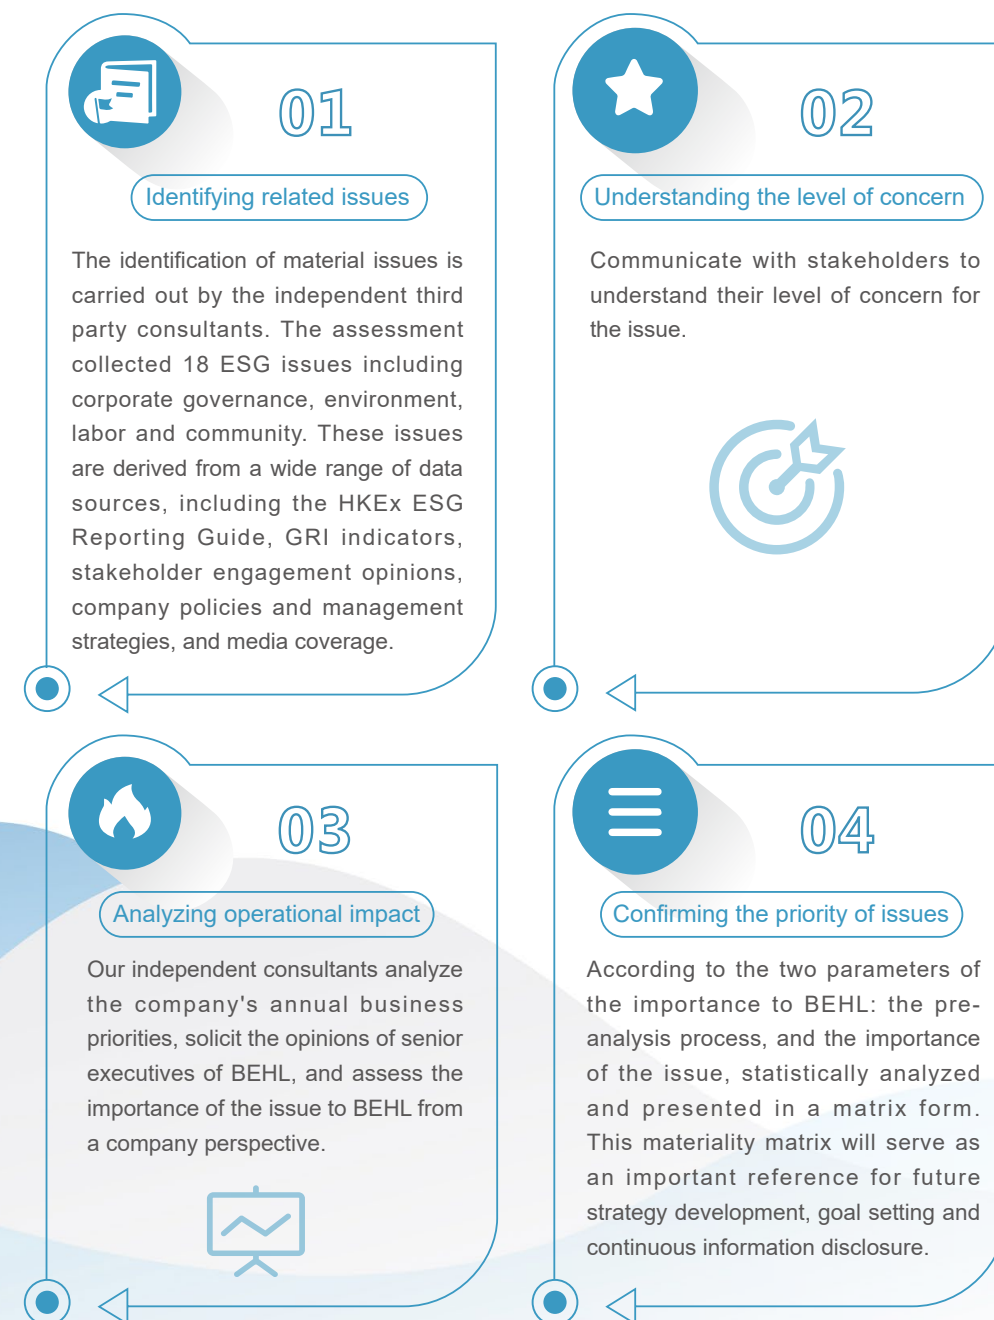 01
Identifying related issues
The identification of material issues is
carried out by the independent third
party consultants. The assessment
collected 18 ESG issues including
corporate governance, environment,
labor and community. These issues
are derived from a wide range of data
sources, including the HKEx ESG
Reporting Guide, GRI indicators,
stakeholder engagement opinions,
company policies and management
strategies, and media coverage.
02
Understanding the level of concern
Communicate with stakeholders to
understand their level of concern for
the issue.
03
Analyzing operational impact
Our independent consultants analyze
the company's annual business
priorities, solicit the opinions of senior
executives of BEHL, and assess the
importance of the issue to BEHL from
a company perspective.
04
Confirming the priority of issues
According to the two parameters of
the importance to BEHL: the pre-
analysis process, and the importance
of the issue, statistically analyzed
and presented in a matrix form.
This materiality matrix will serve as
an important reference for future
strategy development, goal setting and
continuous information disclosure.